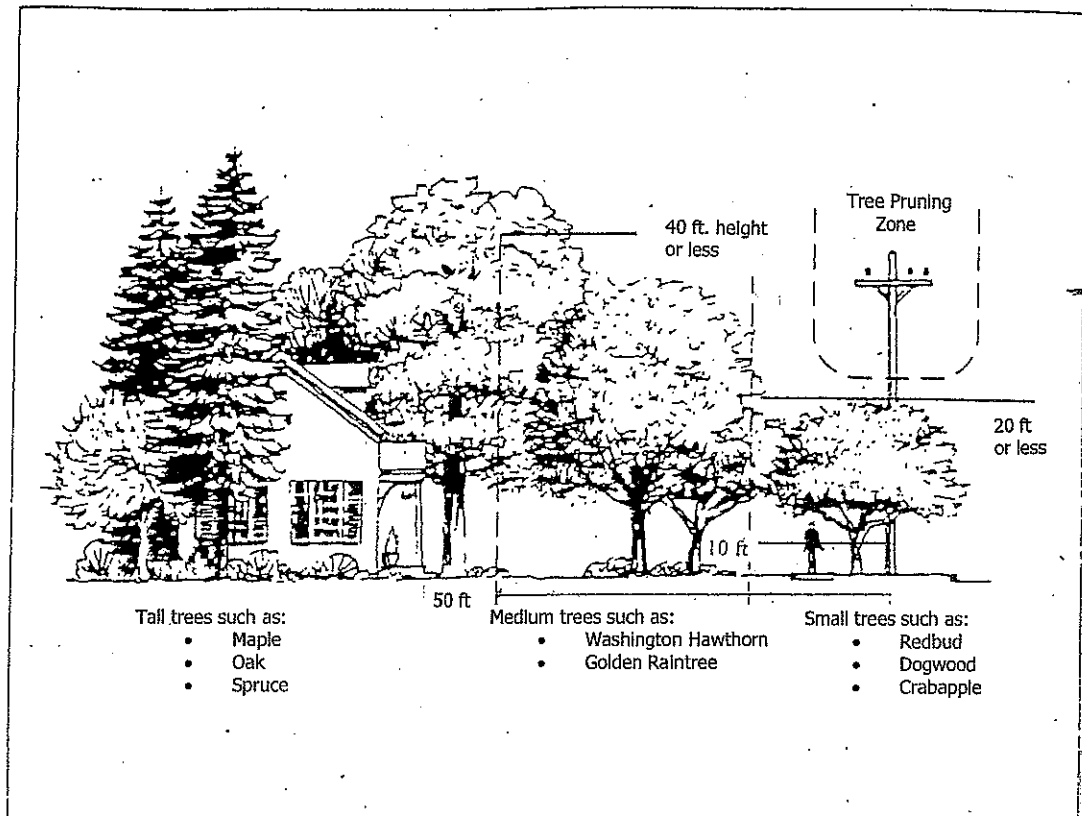 Tree Pruning
Zone
40 ft. height
or less
20 ft
or less
10 ft
50 ft
Tall trees such as:
• Maple
• Oak
• Spruce
Medium trees such as:
• Washington Hawthorn
• Golden Raintree
Small trees such as:
• Redbud
• Dogwood
• Crabapple